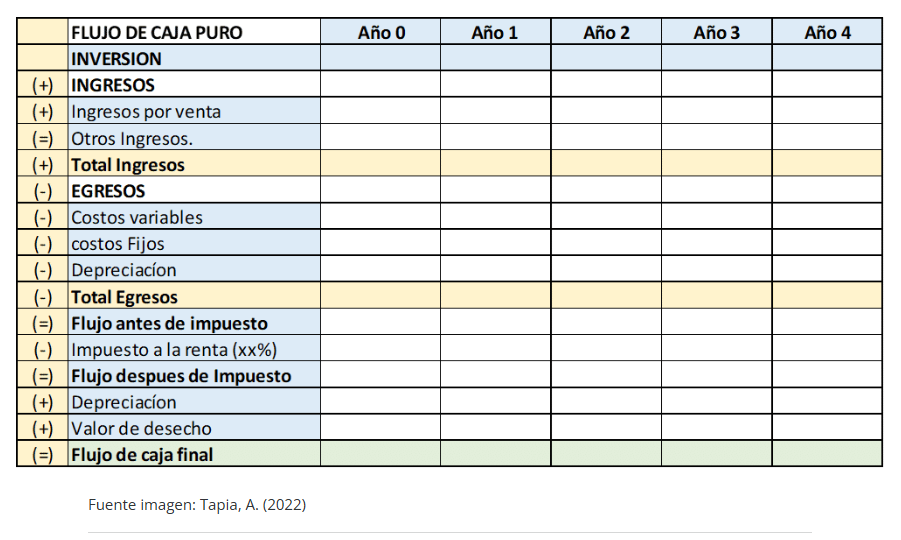 FLUJO DE CAJA PURO Año 0 Año 1 Año 2 Año 3 Año 4
INVERSION
(+) INGRESOS
(+) Ingresos por venta
(=) Otros Ingresos.
(+) Total Ingresos
(-) EGRESOS
(-) Costos variables
(-) costos Fijos
(-) Depreciacíon
(-) Total Egresos
(=) Flujo antes de impuesto
(-) Impuesto a la renta (xx%)
(=) Flujo despues de Impuesto
(+) Depreciacíon
(+) Valor de desecho
(=) Flujo de caja final
Fuente imagen: Tapia, A. (2022)